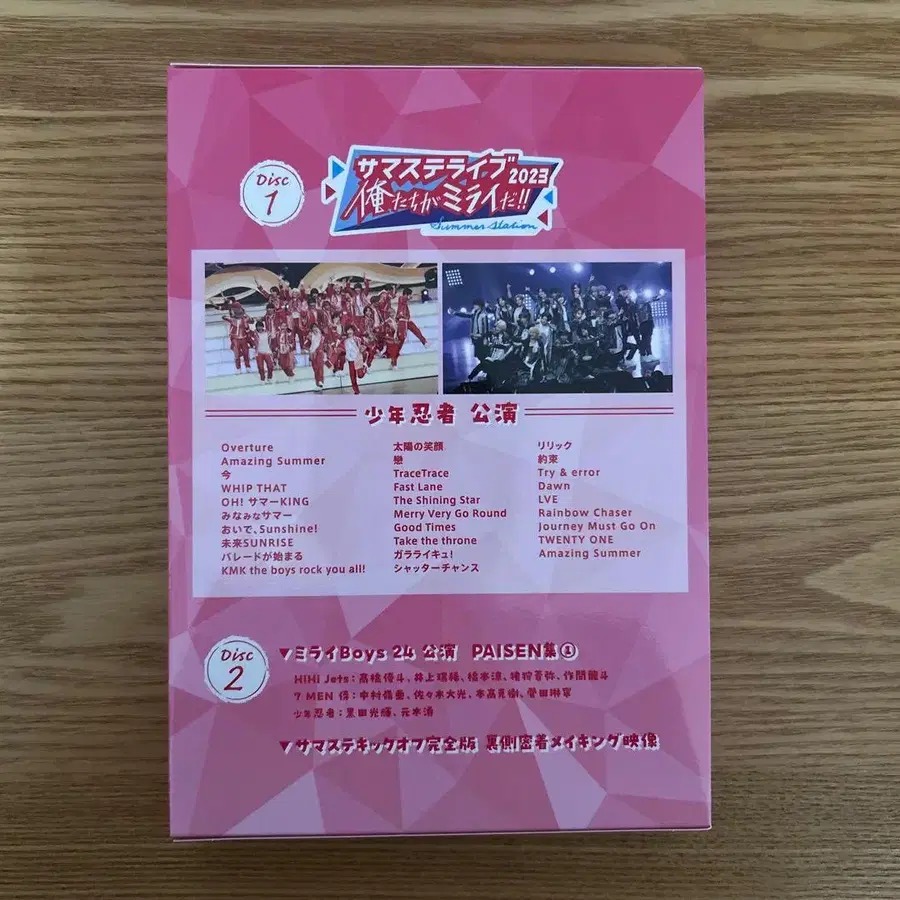 Disc 1
サマステライブ 2023
俺たちがミライだ!!
Summer Station
少年忍者 公演
Overture
Amazing Summer
今
WHIP THAT
OH! サマーKING
みなみなサマー
おいで、Sunshine!
未来SUNRISE
パレードが始まる
KMK the boys rock you all!
太陽の笑顔
戀
TraceTrace
Fast Lane
The Shining Star
Merry Very Go Round
Good Times
Take the throne
ガラライキュ!
シャッターチャンス
リリック
約束
Try & error
Dawn
LVE
Rainbow Chaser
Journey Must Go On
TWENTY ONE
Amazing Summer
Disc 2
▼ミライBoys 24 公演 PAISEN集①
HiHi Jets:髙橋優斗、井上瑞稀、橋本涼、猪狩蒼弥、作間龍斗
7 MEN 侍:中村嶺亜、佐々木大光、本髙克樹、菅田琳寧
少年忍者:黒田光輝、元木湧
▼サマステキックオフ完全版 裏側密着メイキング映像